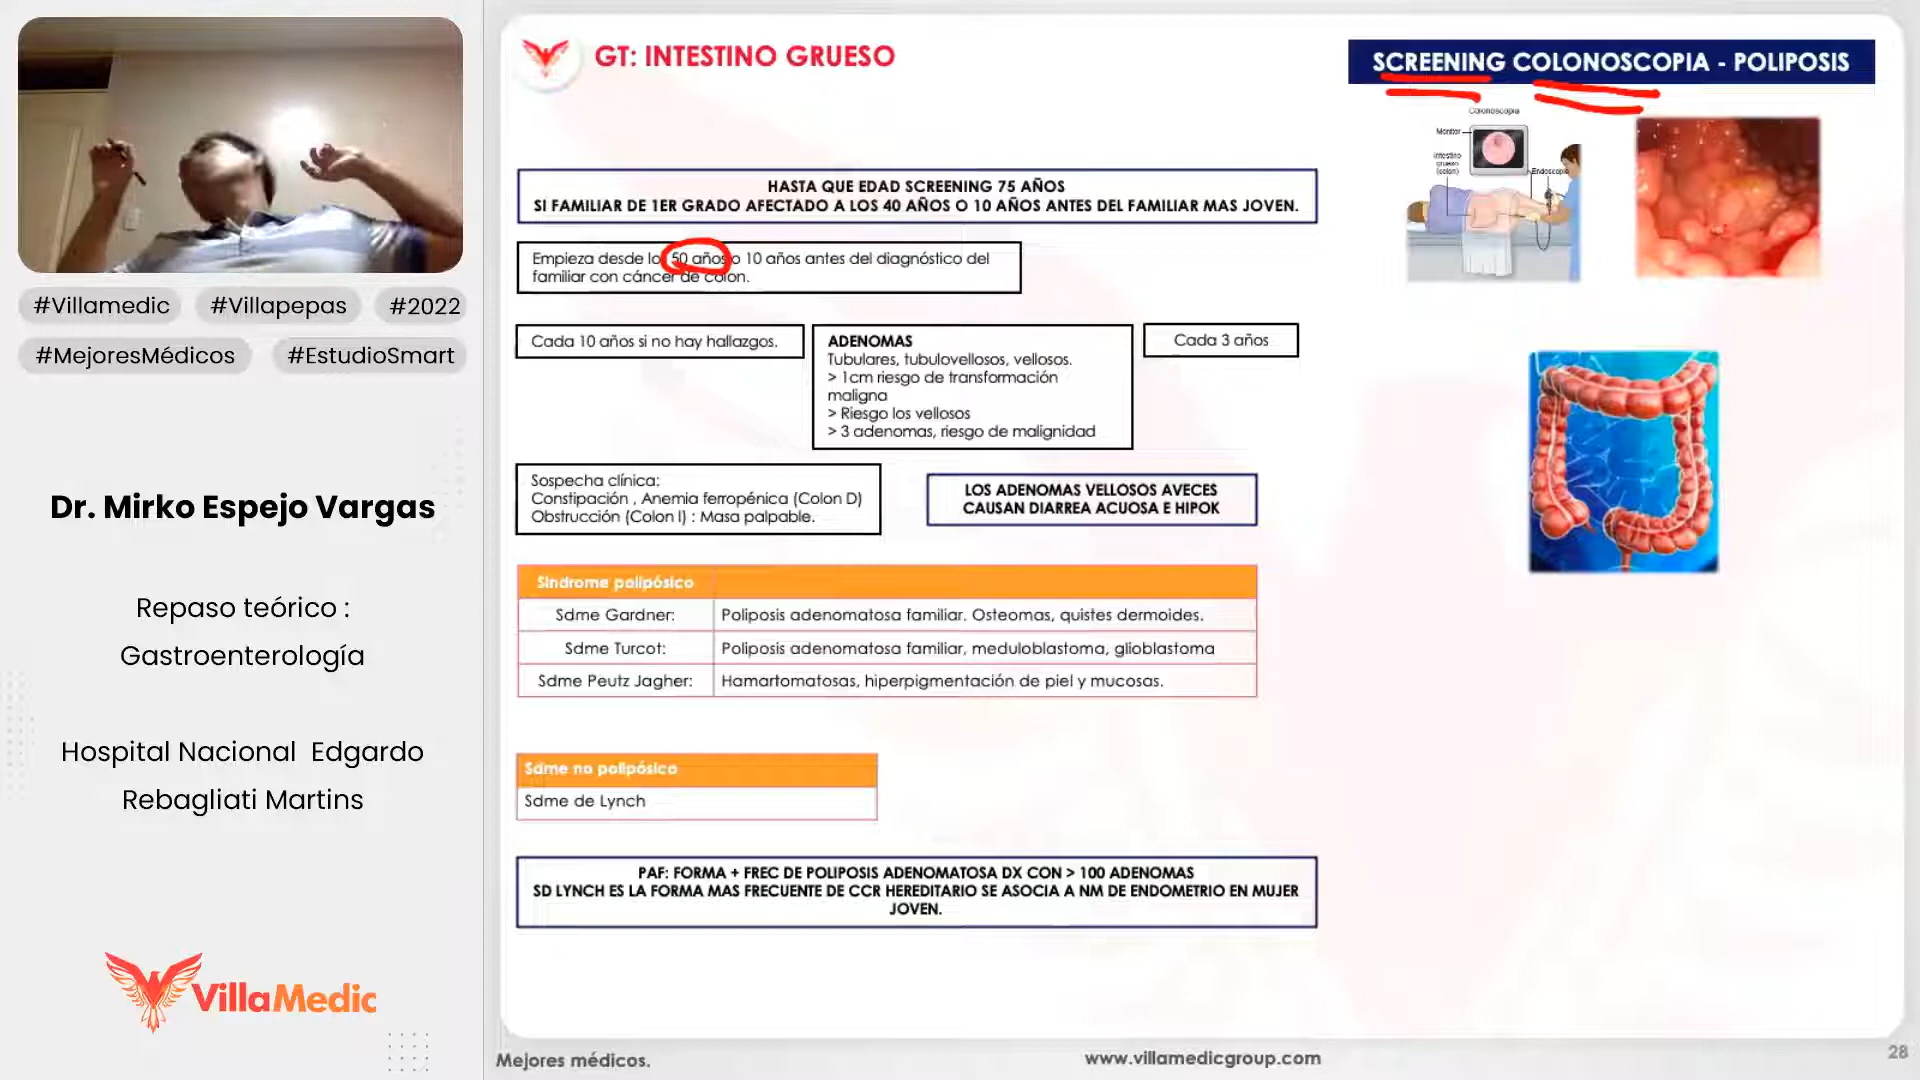 #Villamedic #Villapepas #2022
#MejoresMédicos #EstudioSmart
Dr. Mirko Espejo Vargas
Repaso teórico :
Gastroenterología
Hospital Nacional Edgardo
Rebagliati Martins
VillaMedic
GT: INTESTINO GRUESO
SCREENING COLONOSCOPIA - POLIPOSIS
Colonoscopia
Monitor
Intestino
grueso
(colon)
Endoscopio
HASTA QUE EDAD SCREENING 75 AÑOS
SI FAMILIAR DE 1ER GRADO AFECTADO A LOS 40 AÑOS O 10 AÑOS ANTES DEL FAMILIAR MAS JOVEN.
Empieza desde los 50 años o 10 años antes del diagnóstico del
familiar con cáncer de colon.
Cada 10 años si no hay hallazgos.
ADENOMAS
Tubulares, tubulovellosos, vellosos.
> 1cm riesgo de transformación
maligna
> Riesgo los vellosos
> 3 adenomas, riesgo de malignidad
Cada 3 años
Sospecha clínica:
Constipación , Anemia ferropénica (Colon D)
Obstrucción (Colon I) : Masa palpable.
LOS ADENOMAS VELLOSOS AVECES
CAUSAN DIARREA ACUOSA E HIPOK
Sindrome polipósico
Sdme Gardner: Poliposis adenomatosa familiar. Osteomas, quistes dermoides.
Sdme Turcot: Poliposis adenomatosa familiar, meduloblastoma, glioblastoma
Sdme Peutz Jagher: Hamartomatosas, hiperpigmentación de piel y mucosas.
Sdme no polipósico
Sdme de Lynch
PAF: FORMA + FREC DE POLIPOSIS ADENOMATOSA DX CON > 100 ADENOMAS
SD LYNCH ES LA FORMA MAS FRECUENTE DE CCR HEREDITARIO SE ASOCIA A NM DE ENDOMETRIO EN MUJER
JOVEN.
Mejores médicos.
www.villamedicgroup.com
28